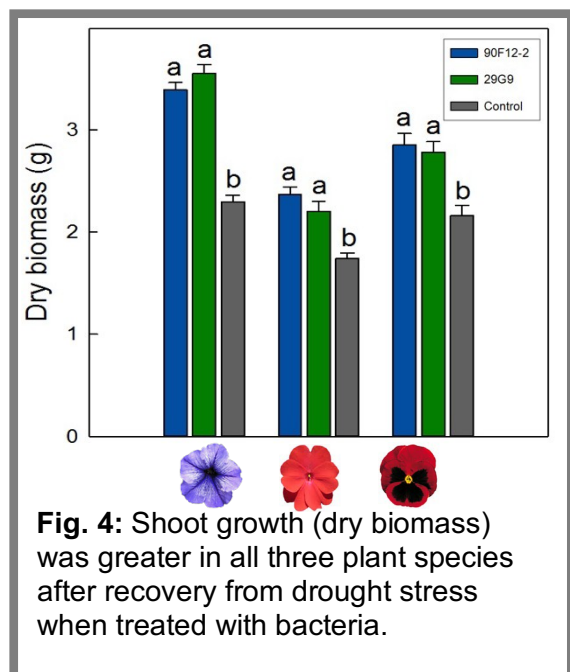 a
a
b
a
a
b
a
a
b
90F12-2
29G9
Control
Dry biomass (g)
3
2
1
0
Fig. 4: Shoot growth (dry biomass)
was greater in all three plant species
after recovery from drought stress
when treated with bacteria.